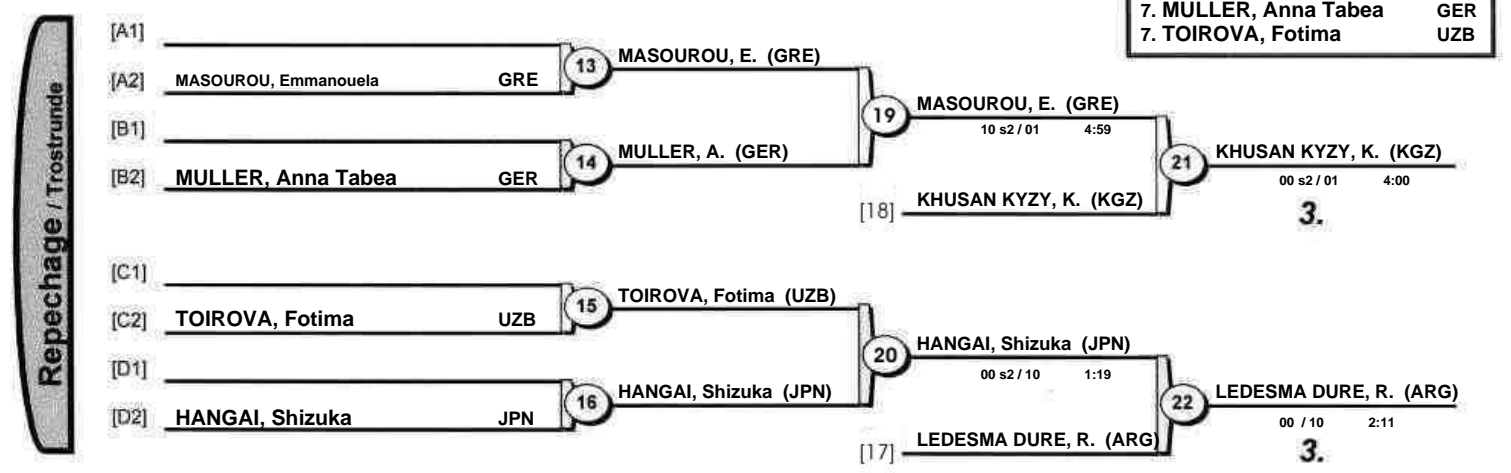 7. MULLER, Anna Tabea GER
7. TOIROVA, Fotima UZB
Repechage / Trostrunde
[A1]
[A2] MASOUROU, Emmanouela GRE
13 MASOUROU, E. (GRE)
[B1]
[B2] MULLER, Anna Tabea GER
14 MULLER, A. (GER)
19 MASOUROU, E. (GRE)
10 s2 / 01 4:59
[18] KHUSAN KYZY, K. (KGZ)
21 KHUSAN KYZY, K. (KGZ)
00 s2 / 01 4:00
3.
[C1]
[C2] TOIROVA, Fotima UZB
15 TOIROVA, Fotima (UZB)
[D1]
[D2] HANGAI, Shizuka JPN
16 HANGAI, Shizuka (JPN)
20 HANGAI, Shizuka (JPN)
00 s2 / 10 1:19
[17] LEDESMA DURE, R. (ARG)
22 LEDESMA DURE, R. (ARG)
00 / 10 2:11
3.